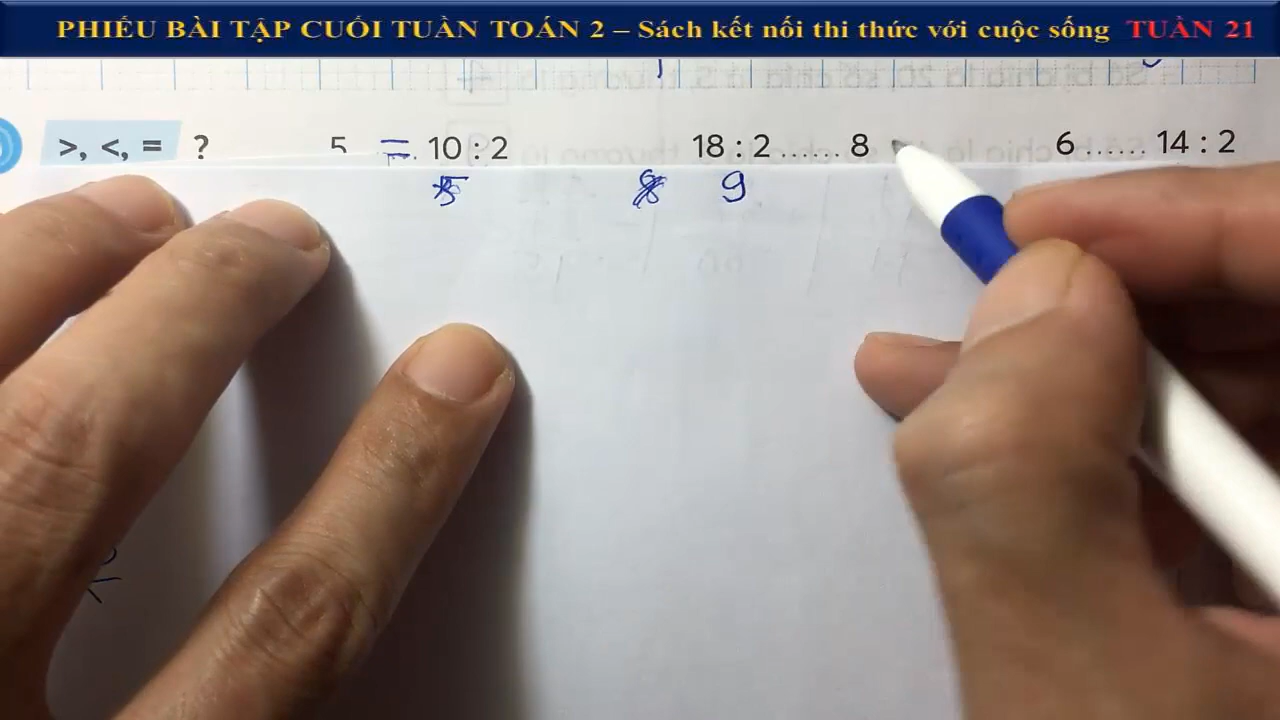 PHIẾU BÀI TẬP CUỐI TUẦN TOÁN 2 – Sách kết nối thi thức với cuộc sống TUẦN 21
>, <, = ? 5 = 10 : 2 18 : 2 ...... 8 6 ...... 14 : 2
5 9